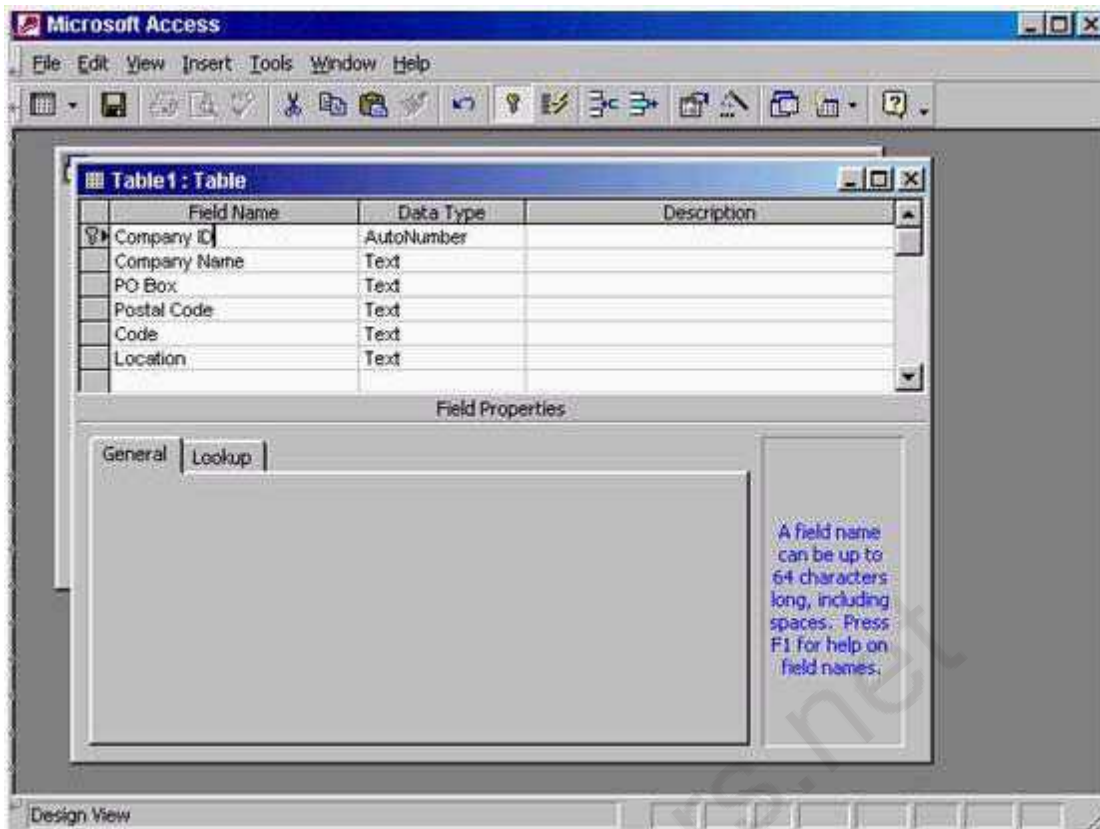 Microsoft Access
File Edit View Insert Tools Window Help
Table1 : Table
Field Name Data Type Description
Company ID AutoNumber
Company Name Text
PO Box Text
Postal Code Text
Code Text
Location Text
Field Properties
General Lookup
A field name
can be up to
64 characters
long, including
spaces. Press
F1 for help on
field names.
rs.net
Design View